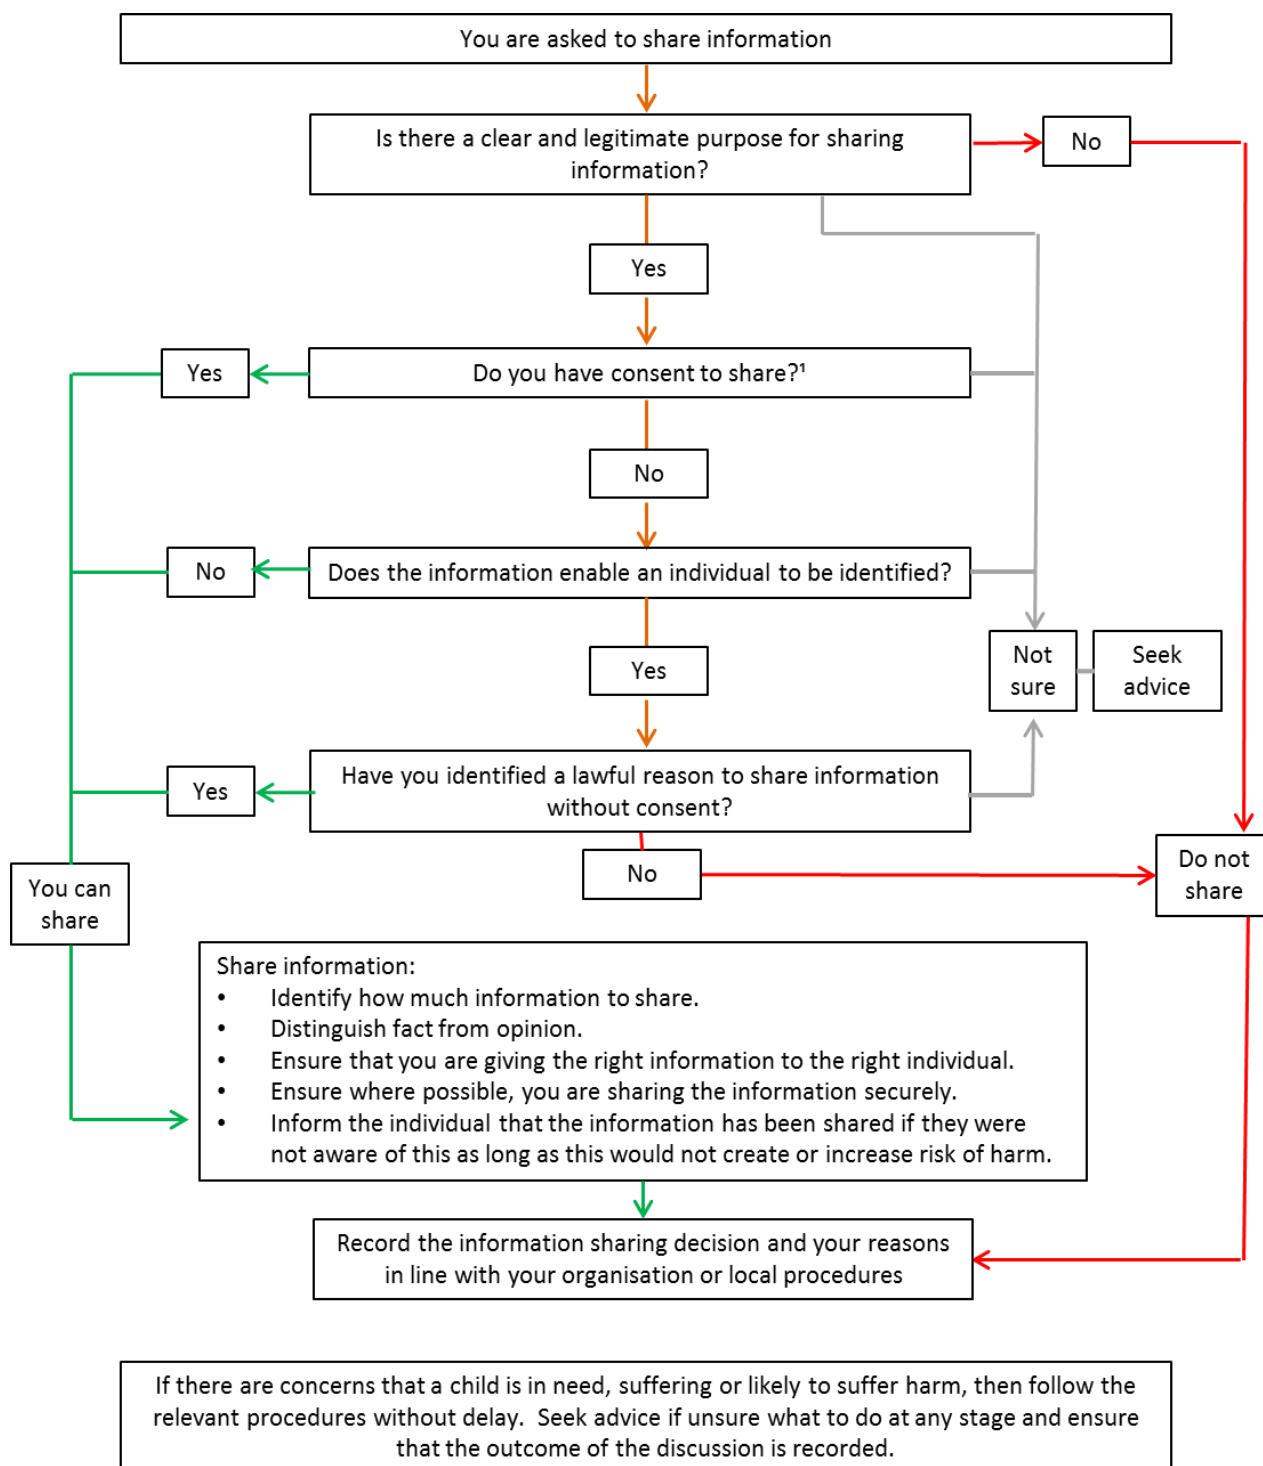 You are asked to share information
Is there a clear and legitimate purpose for sharing
information?
No
Yes
Do you have consent to share?¹
Yes
No
Does the information enable an individual to be identified?
No
Yes
Not
sure
Seek
advice
Have you identified a lawful reason to share information
without consent?
Yes
No
You can
share
Do not
share
Share information:
• Identify how much information to share.
• Distinguish fact from opinion.
• Ensure that you are giving the right information to the right individual.
• Ensure where possible, you are sharing the information securely.
• Inform the individual that the information has been shared if they were
not aware of this as long as this would not create or increase risk of harm.
Record the information sharing decision and your reasons
in line with your organisation or local procedures
If there are concerns that a child is in need, suffering or likely to suffer harm, then follow the
relevant procedures without delay.  Seek advice if unsure what to do at any stage and ensure
that the outcome of the discussion is recorded.